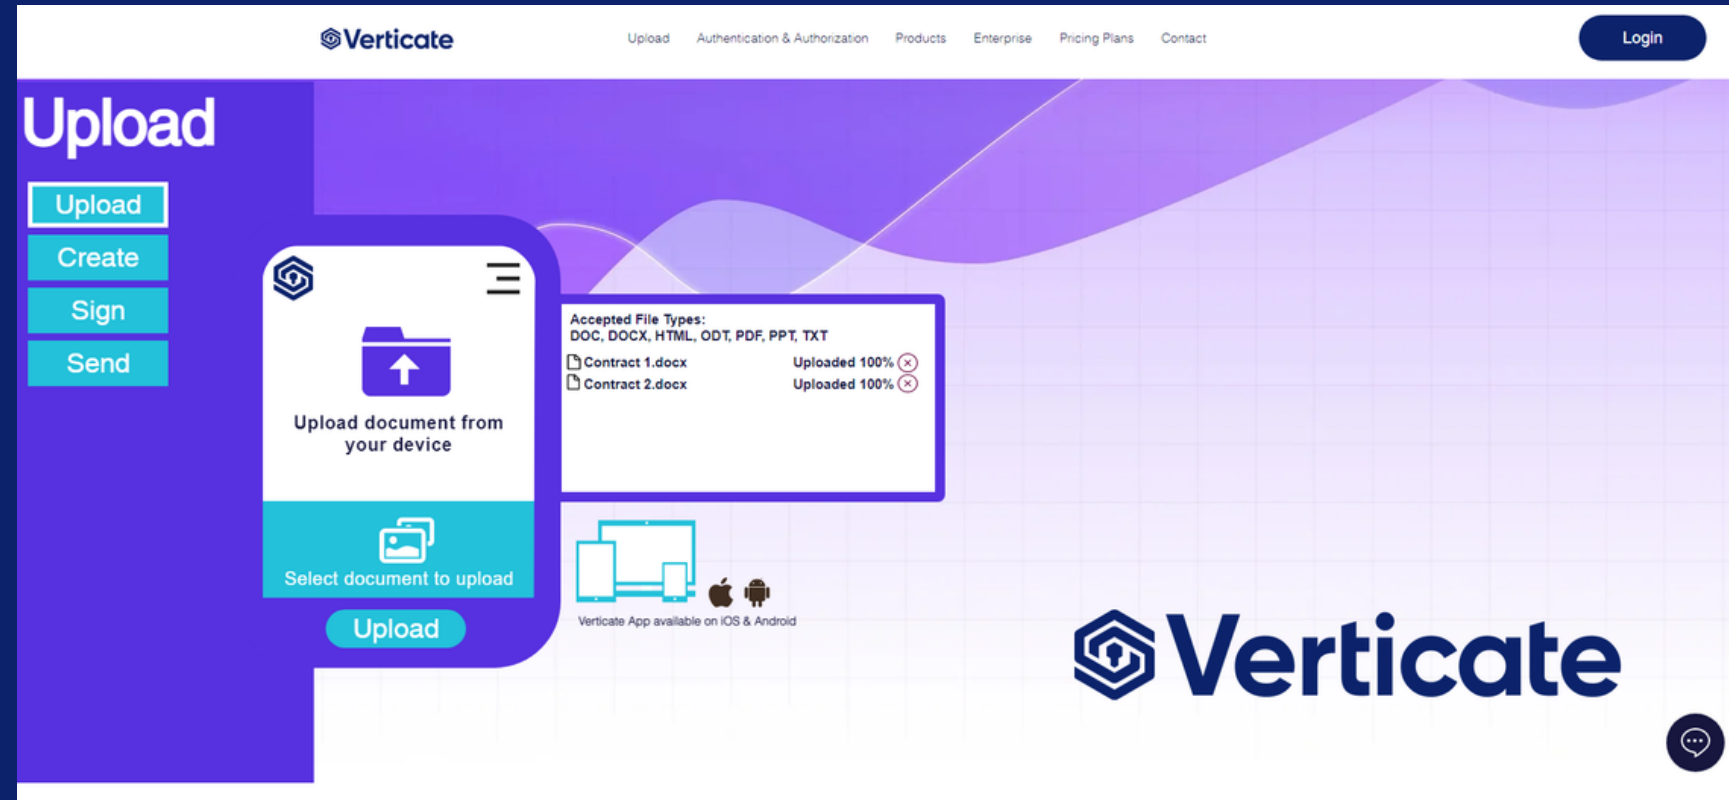 Verticate
Upload Authentication & Authorization Products Enterprise Pricing Plans Contact
Login
Upload
Upload
Create
Sign
Send
Upload document from
your device
Select document to upload
Upload
Accepted File Types:
DOC, DOCX, HTML, ODT, PDF, PPT, TXT
Contract 1.docx Uploaded 100%
Contract 2.docx Uploaded 100%
Verticate App available on iOS & Android
Verticate